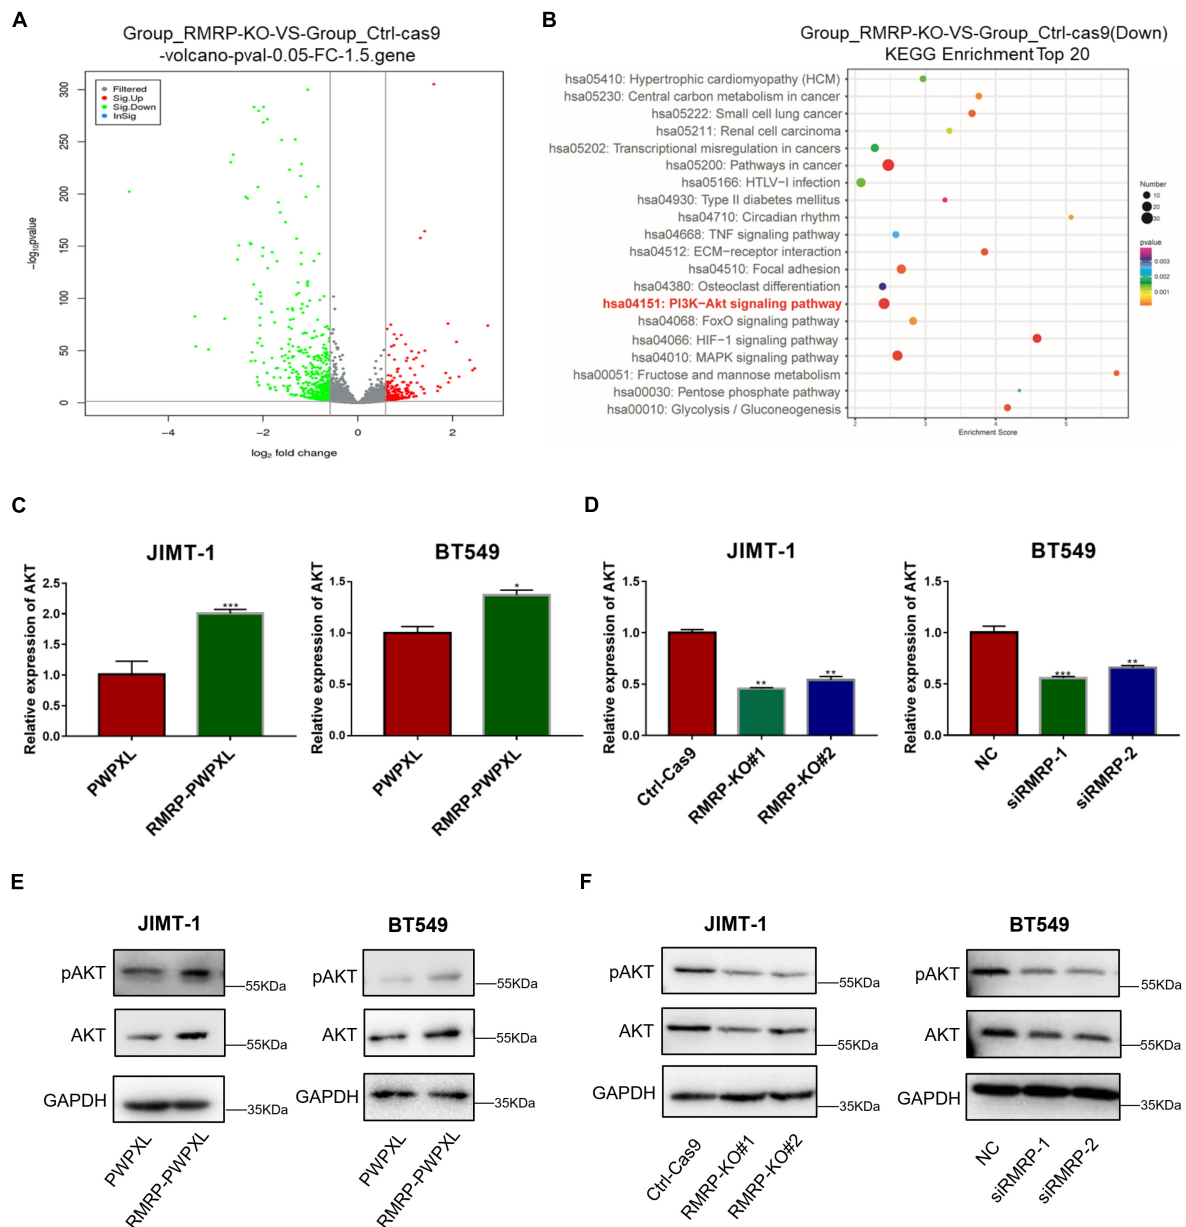 A
Group_RMRP-KO-VS-Group_Ctrl-cas9
-volcano-pval-0.05-FC-1.5.gene
Filtered
Sig.Up
Sig.Down
InSig
-log10pvalue
300
250
200
150
100
50
0
−4
−2
0
2
log2 fold change
B
Group_RMRP-KO-VS-Group_Ctrl-cas9(Down)
KEGG Enrichment Top 20
hsa05410: Hypertrophic cardiomyopathy (HCM)
hsa05230: Central carbon metabolism in cancer
hsa05222: Small cell lung cancer
hsa05211: Renal cell carcinoma
hsa05202: Transcriptional misregulation in cancers
hsa05200: Pathways in cancer
hsa05166: HTLV−I infection
hsa04930: Type II diabetes mellitus
hsa04710: Circadian rhythm
hsa04668: TNF signaling pathway
hsa04512: ECM−receptor interaction
hsa04510: Focal adhesion
hsa04380: Osteoclast differentiation
hsa04151: PI3K−Akt signaling pathway
hsa04068: FoxO signaling pathway
hsa04066: HIF−1 signaling pathway
hsa04010: MAPK signaling pathway
hsa00051: Fructose and mannose metabolism
hsa00030: Pentose phosphate pathway
hsa00010: Glycolysis / Gluconeogenesis
2
3
4
5
Enrichment Score
Number
10
20
30
pvalue
0.003
0.002
0.001
C
JIMT-1
Relative expression of AKT
2.5
2.0
1.5
1.0
0.5
0.0
***
PWPXL
RMRP-PWPXL
BT549
Relative expression of AKT
1.5
1.0
0.5
0.0
*
PWPXL
RMRP-PWPXL
D
JIMT-1
Relative expression of AKT
1.5
1.0
0.5
0.0
**
**
Ctrl-Cas9
RMRP-KO#1
RMRP-KO#2
BT549
Relative expression of AKT
1.5
1.0
0.5
0.0
***
**
NC
siRMRP-1
siRMRP-2
E
JIMT-1
pAKT
55KDa
AKT
55KDa
GAPDH
35KDa
PWPXL
RMRP-PWPXL
BT549
pAKT
55KDa
AKT
55KDa
GAPDH
35KDa
PWPXL
RMRP-PWPXL
F
JIMT-1
pAKT
55KDa
AKT
55KDa
GAPDH
35KDa
Ctrl-Cas9
RMRP-KO#1
RMRP-KO#2
BT549
pAKT
55KDa
AKT
55KDa
GAPDH
35KDa
NC
siRMRP-1
siRMRP-2